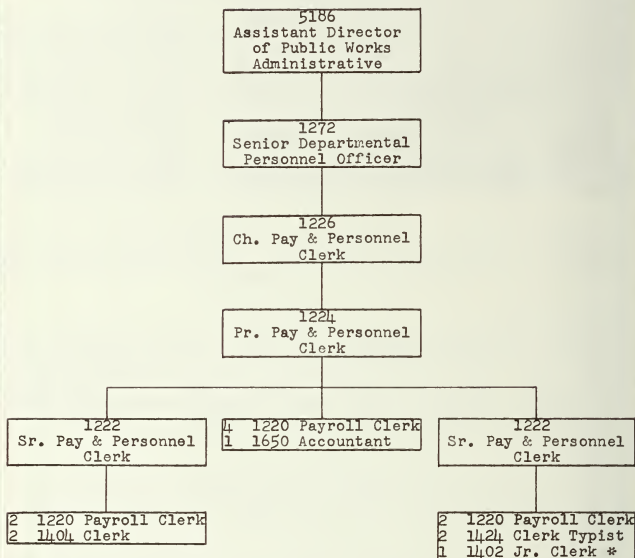 5186
Assistant Director
of Public Works
Administrative
1272
Senior Departmental
Personnel Officer
1226
Ch. Pay & Personnel
Clerk
1224
Pr. Pay & Personnel
Clerk
1222
Sr. Pay & Personnel
Clerk
4 1220 Payroll Clerk
1 1650 Accountant
1222
Sr. Pay & Personnel
Clerk
2 1220 Payroll Clerk
2 1404 Clerk
2 1220 Payroll Clerk
2 1424 Clerk Typist
1 1402 Jr. Clerk *